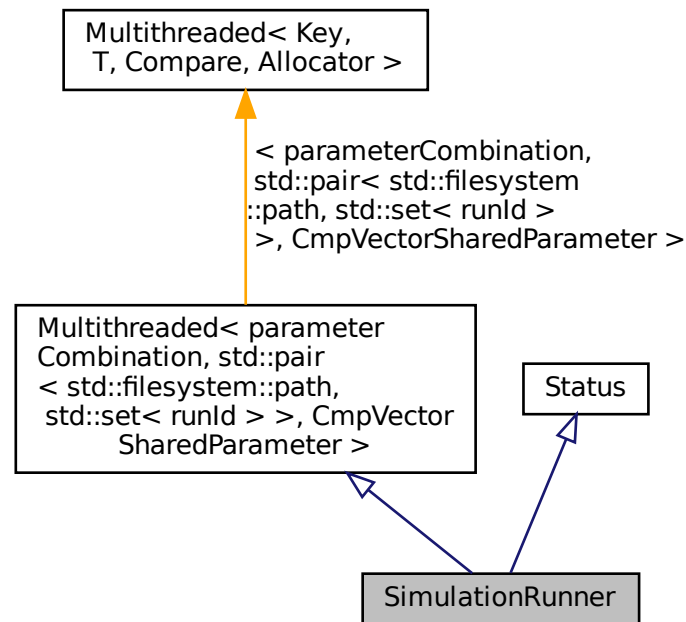 Multithreaded< Key,
T, Compare, Allocator >
< parameterCombination,
std::pair< std::filesystem
::path, std::set< runId >
>, CmpVectorSharedParameter >
Multithreaded< parameter
Combination, std::pair
< std::filesystem::path,
std::set< runId > >, CmpVector
SharedParameter >
Status
SimulationRunner